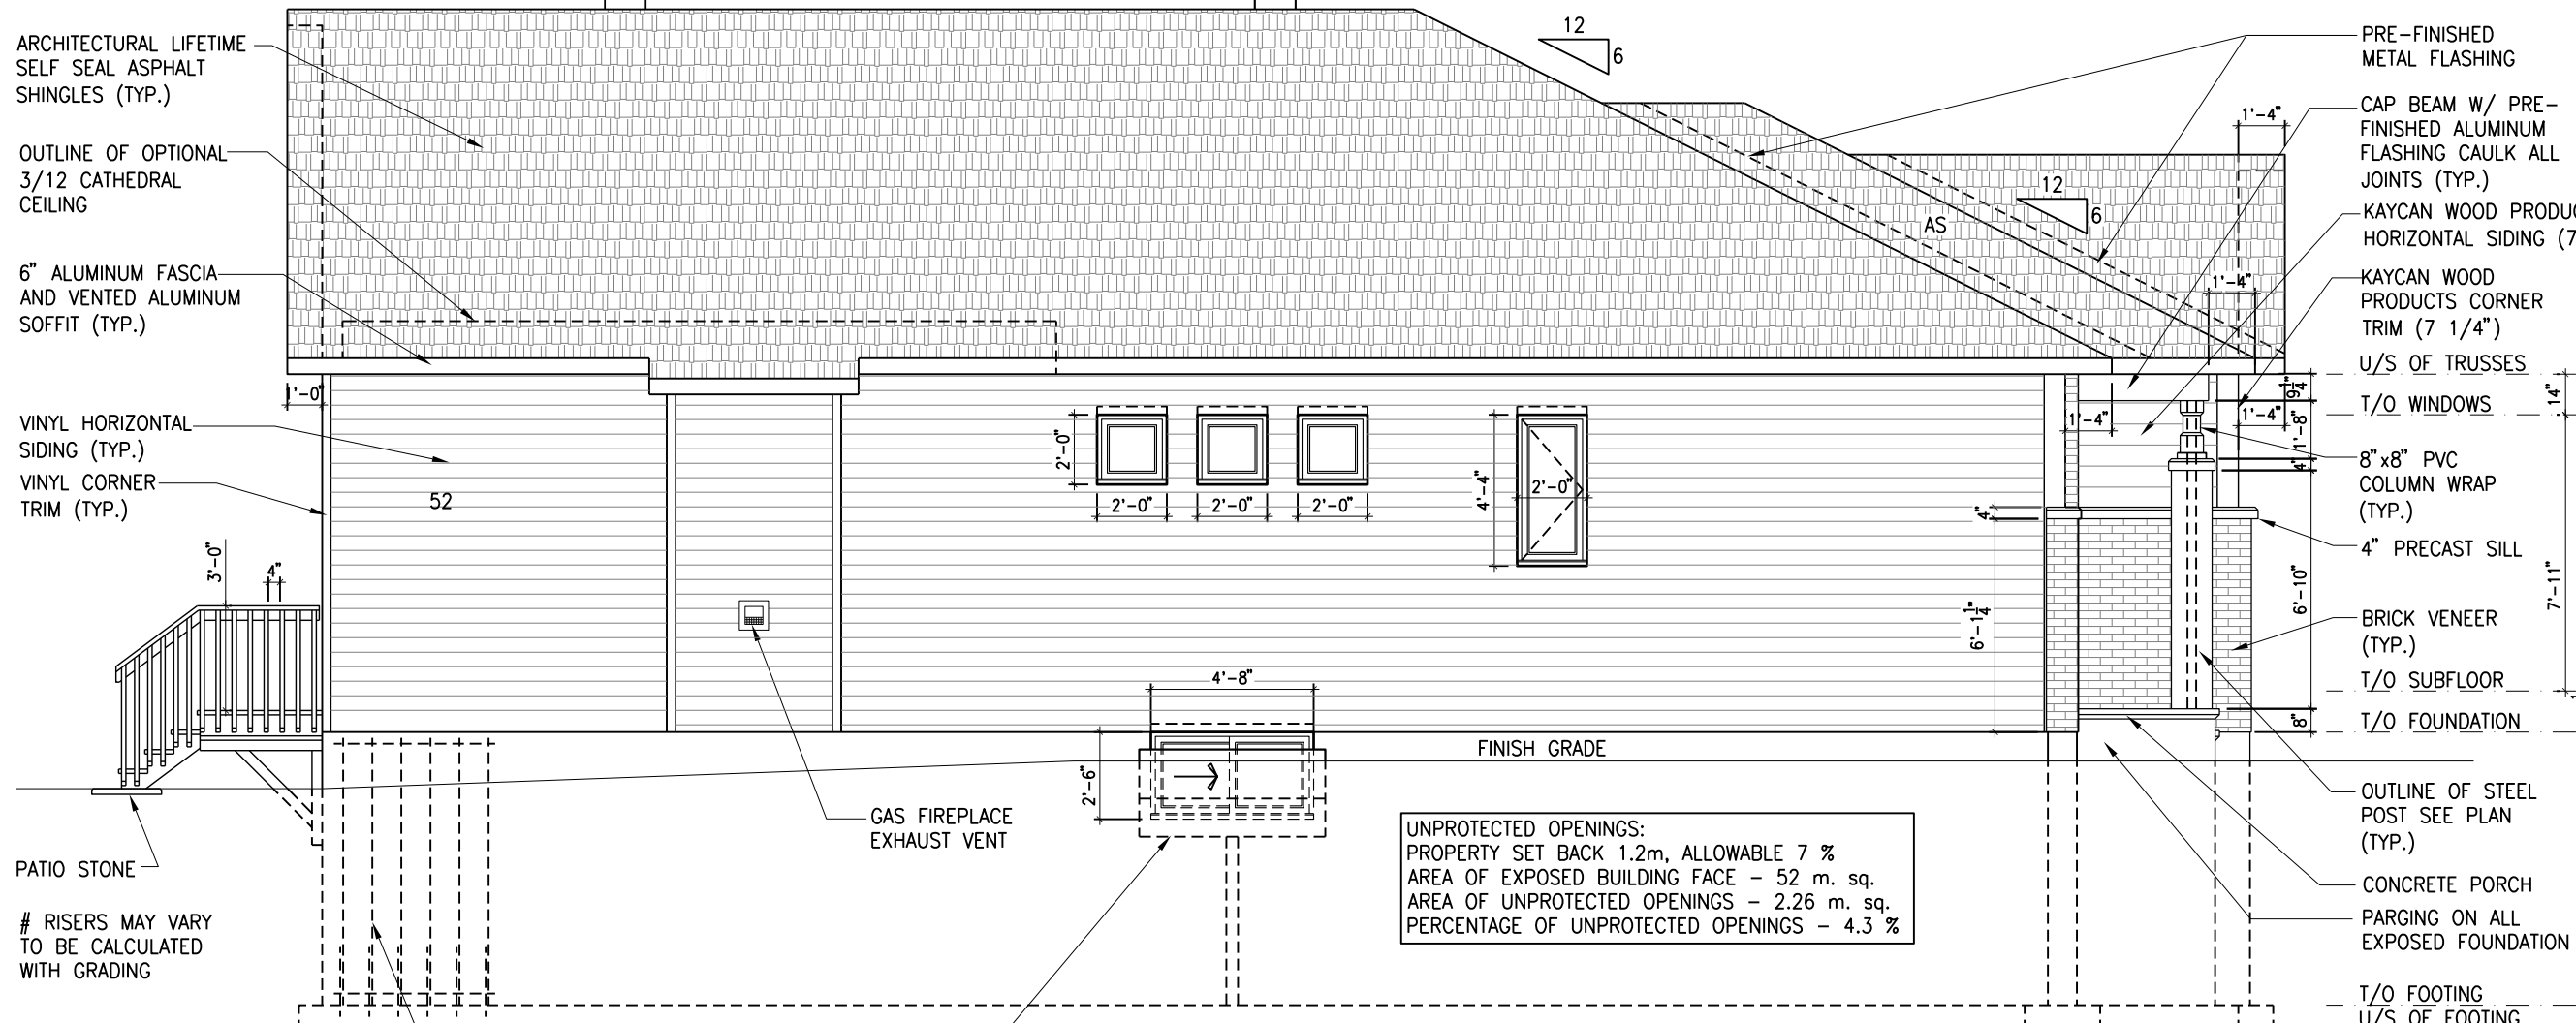 ARCHITECTURAL LIFETIME
SELF SEAL ASPHALT
SHINGLES (TYP.)
OUTLINE OF OPTIONAL
3/12 CATHEDRAL
CEILING
6" ALUMINUM FASCIA
AND VENTED ALUMINUM
SOFFIT (TYP.)
1'-0"
VINYL HORIZONTAL
SIDING (TYP.)
VINYL CORNER
TRIM (TYP.)
52
3'-0"
4"
PATIO STONE
# RISERS MAY VARY
TO BE CALCULATED
WITH GRADING
12
6
12
6
AS
1'-4"
1'-4"
1'-4"
1'-4"
2'-0"
2'-0"
2'-0"
2'-0"
4'-4"
2'-0"
4"
6'-1 1/4"
4'-8"
2'-6"
FINISH GRADE
GAS FIREPLACE
EXHAUST VENT
UNPROTECTED OPENINGS:
PROPERTY SET BACK 1.2m, ALLOWABLE 7 %
AREA OF EXPOSED BUILDING FACE - 52 m. sq.
AREA OF UNPROTECTED OPENINGS - 2.26 m. sq.
PERCENTAGE OF UNPROTECTED OPENINGS - 4.3 %
PRE-FINISHED
METAL FLASHING
CAP BEAM W/ PRE-
FINISHED ALUMINUM
FLASHING CAULK ALL
JOINTS (TYP.)
KAYCAN WOOD
HORIZONTAL SIDING
KAYCAN WOOD
PRODUCTS CORNER
TRIM (7 1/4")
U/S OF TRUSSES
T/O WINDOWS
9 1/4"
1'-8"
4"
6'-10"
8"
14"
7'-11"
8"x8" PVC
COLUMN WRAP
(TYP.)
4" PRECAST SILL
BRICK VENEER
(TYP.)
T/O SUBFLOOR
T/O FOUNDATION
OUTLINE OF STEEL
POST SEE PLAN
(TYP.)
CONCRETE PORCH
PARGING ON ALL
EXPOSED FOUNDATION
T/O FOOTING
U/S OF FOOTING